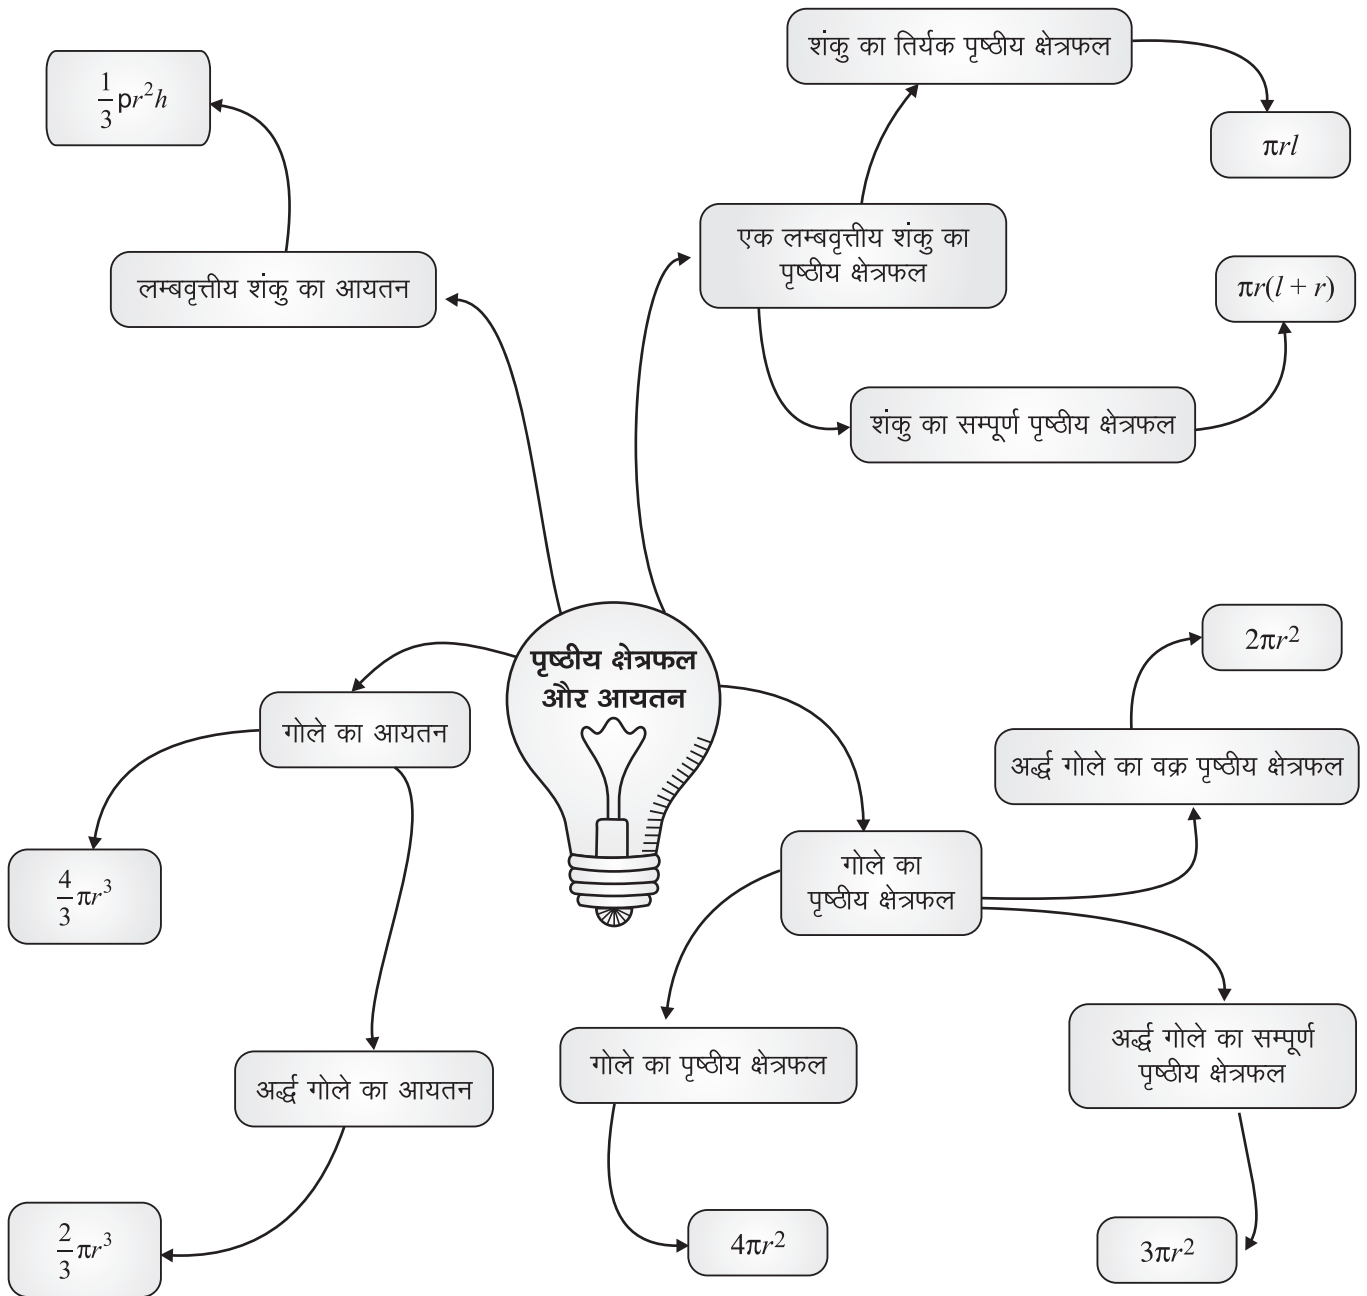 शंकु का तिर्यक पृष्ठीय क्षेत्रफल
πrl
1/3 pr²h
एक लम्बवृत्तीय शंकु का
पृष्ठीय क्षेत्रफल
लम्बवृत्तीय शंकु का आयतन
πr(l + r)
शंकु का सम्पूर्ण पृष्ठीय क्षेत्रफल
पृष्ठीय क्षेत्रफल
और आयतन
2πr²
गोले का आयतन
अर्द्ध गोले का वक्र पृष्ठीय क्षेत्रफल
गोले का
पृष्ठीय क्षेत्रफल
4/3 πr³
अर्द्ध गोले का आयतन
गोले का पृष्ठीय क्षेत्रफल
अर्द्ध गोले का सम्पूर्ण
पृष्ठीय क्षेत्रफल
2/3 πr³
4πr²
3πr²